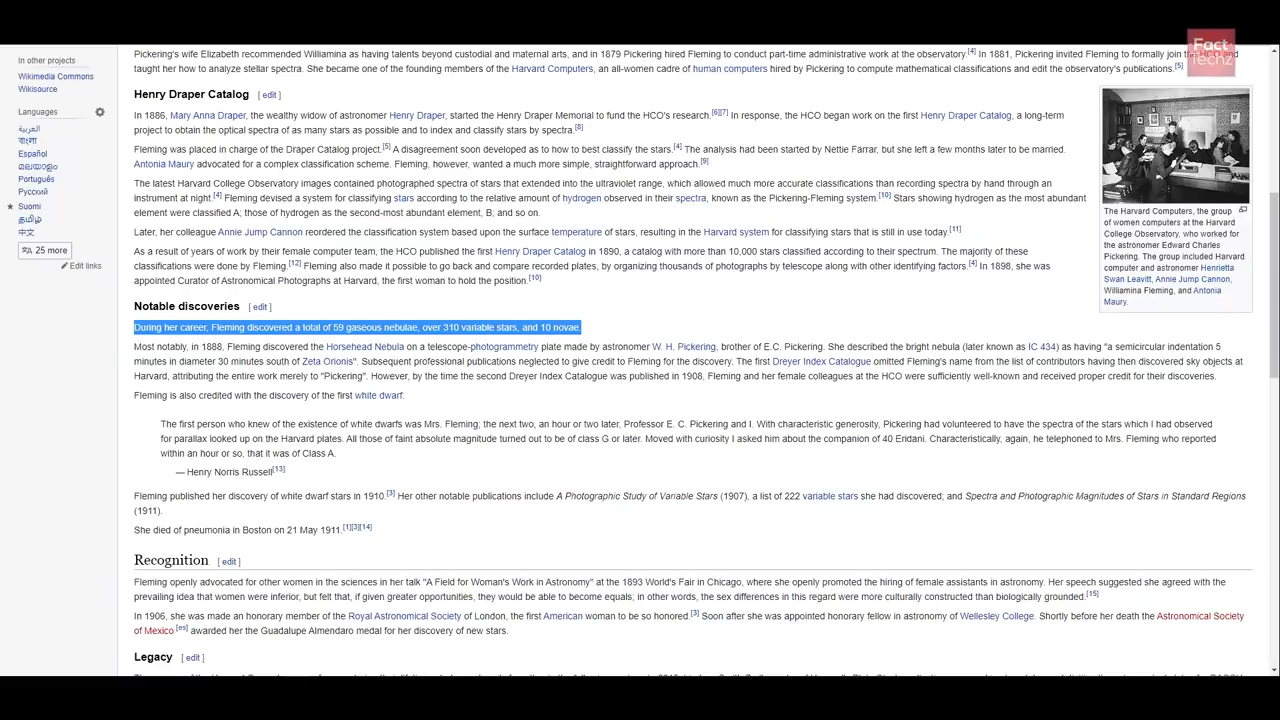 Fact
Techz
In other projects
Wikimedia Commons
Wikisource
Languages
العربية
বাংলা
Español
മലയാളം
Português
Русский
Suomi
தமிழ்
中文
25 more
Edit links
Pickering's wife Elizabeth recommended Williamina as having talents beyond custodial and maternal arts, and in 1879 Pickering hired Fleming to conduct part-time administrative work at the observatory.[4] In 1881, Pickering invited Fleming to formally join the HCO and
taught her how to analyze stellar spectra. She became one of the founding members of the Harvard Computers, an all-women cadre of human computers hired by Pickering to compute mathematical classifications and edit the observatory's publications.[5]
Henry Draper Catalog [ edit ]
In 1886, Mary Anna Draper, the wealthy widow of astronomer Henry Draper, started the Henry Draper Memorial to fund the HCO's research.[6][7] In response, the HCO began work on the first Henry Draper Catalog, a long-term
project to obtain the optical spectra of as many stars as possible and to index and classify stars by spectra.[8]
Fleming was placed in charge of the Draper Catalog project.[5] A disagreement soon developed as to how to best classify the stars.[4] The analysis had been started by Nettie Farrar, but she left a few months later to be married.
Antonia Maury advocated for a complex classification scheme. Fleming, however, wanted a much more simple, straightforward approach.[9]
The latest Harvard College Observatory images contained photographed spectra of stars that extended into the ultraviolet range, which allowed much more accurate classifications than recording spectra by hand through an
instrument at night.[4] Fleming devised a system for classifying stars according to the relative amount of hydrogen observed in their spectra, known as the Pickering-Fleming system.[10] Stars showing hydrogen as the most abundant
element were classified A; those of hydrogen as the second-most abundant element, B; and so on.
Later, her colleague Annie Jump Cannon reordered the classification system based upon the surface temperature of stars, resulting in the Harvard system for classifying stars that is still in use today.[11]
As a result of years of work by their female computer team, the HCO published the first Henry Draper Catalog in 1890, a catalog with more than 10,000 stars classified according to their spectrum. The majority of these
classifications were done by Fleming.[12] Fleming also made it possible to go back and compare recorded plates, by organizing thousands of photographs by telescope along with other identifying factors.[4] In 1898, she was
appointed Curator of Astronomical Photographs at Harvard, the first woman to hold the position.[10]
The Harvard Computers, the group
of women computers at the Harvard
College Observatory, who worked for
the astronomer Edward Charles
Pickering. The group included Harvard
computer and astronomer Henrietta
Swan Leavitt, Annie Jump Cannon,
Williamina Fleming, and Antonia
Maury.
Notable discoveries [ edit ]
During her career, Fleming discovered a total of 59 gaseous nebulae, over 310 variable stars, and 10 novae.
Most notably, in 1888, Fleming discovered the Horsehead Nebula on a telescope-photogrammetry plate made by astronomer W. H. Pickering, brother of E.C. Pickering. She described the bright nebula (later known as IC 434) as having "a semicircular indentation 5
minutes in diameter 30 minutes south of Zeta Orionis". Subsequent professional publications neglected to give credit to Fleming for the discovery. The first Dreyer Index Catalogue omitted Fleming's name from the list of contributors having then discovered sky objects at
Harvard, attributing the entire work merely to "Pickering". However, by the time the second Dreyer Index Catalogue was published in 1908, Fleming and her female colleagues at the HCO were sufficiently well-known and received proper credit for their discoveries.
Fleming is also credited with the discovery of the first white dwarf:
The first person who knew of the existence of white dwarfs was Mrs. Fleming; the next two, an hour or two later, Professor E. C. Pickering and I. With characteristic generosity, Pickering had volunteered to have the spectra of the stars which I had observed
for parallax looked up on the Harvard plates. All those of faint absolute magnitude turned out to be of class G or later. Moved with curiosity I asked him about the companion of 40 Eridani. Characteristically, again, he telephoned to Mrs. Fleming who reported
within an hour or so, that it was of Class A.
— Henry Norris Russell[13]
Fleming published her discovery of white dwarf stars in 1910.[3] Her other notable publications include A Photographic Study of Variable Stars (1907), a list of 222 variable stars she had discovered; and Spectra and Photographic Magnitudes of Stars in Standard Regions
(1911).
She died of pneumonia in Boston on 21 May 1911.[1][3][14]
Recognition [ edit ]
Fleming openly advocated for other women in the sciences in her talk "A Field for Woman's Work in Astronomy" at the 1893 World's Fair in Chicago, where she openly promoted the hiring of female assistants in astronomy. Her speech suggested she agreed with the
prevailing idea that women were inferior, but felt that, if given greater opportunities, they would be able to become equals; in other words, the sex differences in this regard were more culturally constructed than biologically grounded.[15]
In 1906, she was made an honorary member of the Royal Astronomical Society of London, the first American woman to be so honored.[3] Soon after she was appointed honorary fellow in astronomy of Wellesley College. Shortly before her death the Astronomical Society
of Mexico [es] awarded her the Guadalupe Almendaro medal for her discovery of new stars.
Legacy [ edit ]